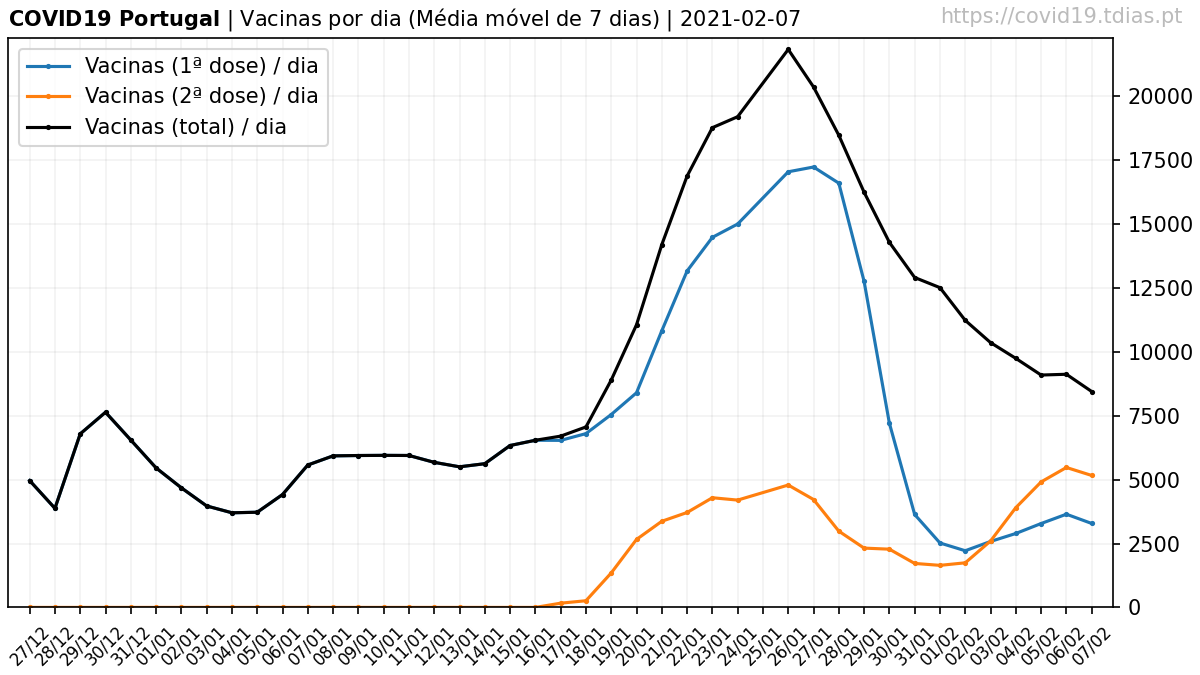 COVID19 Portugal | Vacinas por dia (Média móvel de 7 dias) | 2021-02-07
https://covid19.tdias.pt
Vacinas (1ª dose) / dia
Vacinas (2ª dose) / dia
Vacinas (total) / dia
20000
17500
15000
12500
10000
7500
5000
2500
0
27/12 28/12 29/12 30/12 31/12 01/01 02/01 03/01 04/01 05/01 06/01 07/01 08/01 09/01 10/01 11/01 12/01 13/01 14/01 15/01 16/01 17/01 18/01 19/01 20/01 21/01 22/01 23/01 24/01 25/01 26/01 27/01 28/01 29/01 30/01 31/01 01/02 02/02 03/02 04/02 05/02 06/02 07/02